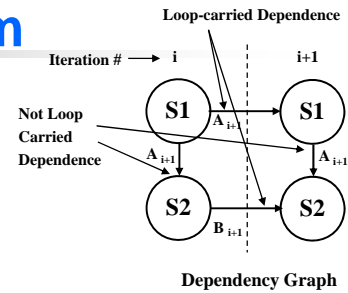 m
Loop-carried Dependence
Iteration # i i+1
S1 S1
Not Loop
Carried
Dependence
A i+1
A i+1 A i+1
S2 S2
B i+1
Dependency Graph